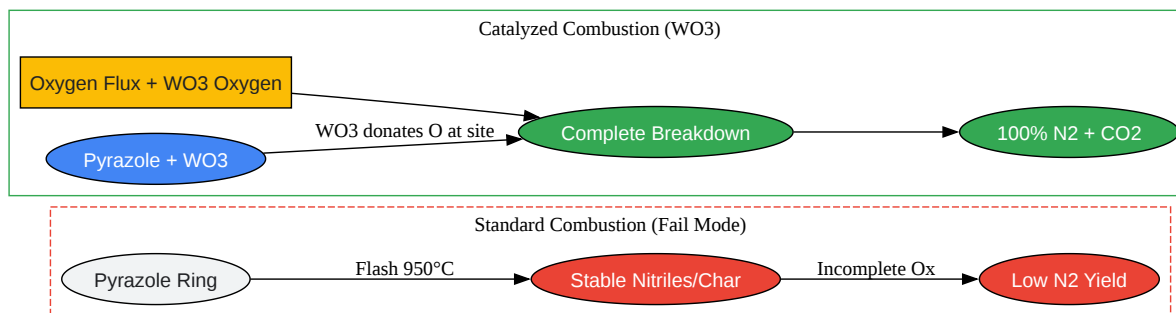 Catalyzed Combustion (WO3)
Oxygen Flux + WO3 Oxygen
WO3 donates O at site
Pyrazole + WO3
Complete Breakdown
100% N2 + CO2
Standard Combustion (Fail Mode)
Pyrazole Ring
Flash 950°C
Stable Nitriles/Char
Incomplete Ox
Low N2 Yield